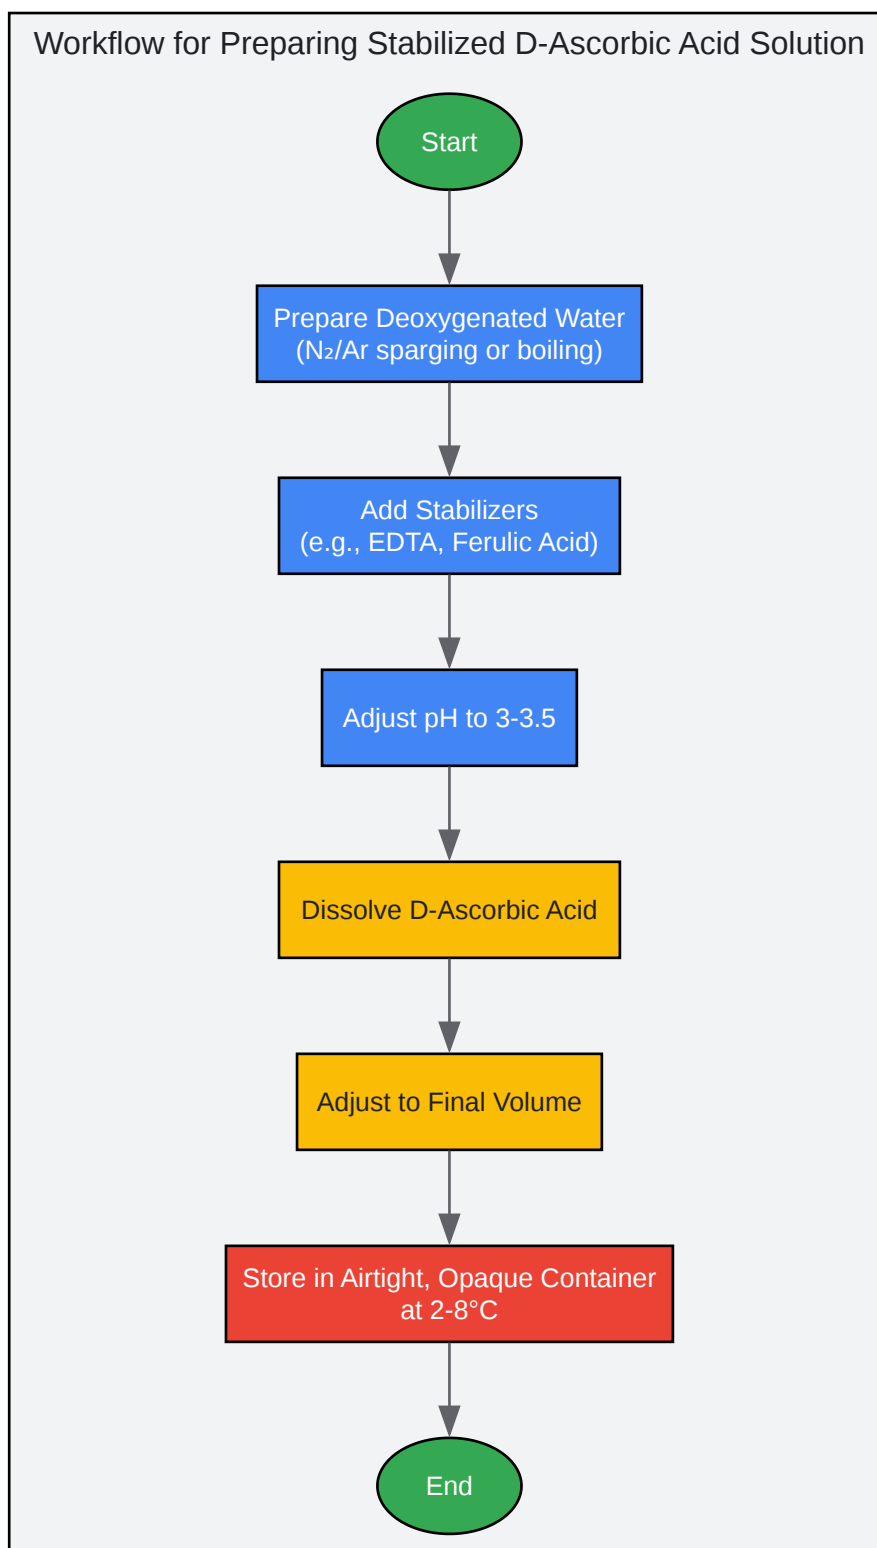 Workflow for Preparing Stabilized D-Ascorbic Acid Solution
Start
Prepare Deoxygenated Water
(N₂/Ar sparging or boiling)
Add Stabilizers
(e.g., EDTA, Ferulic Acid)
Adjust pH to 3-3.5
Dissolve D-Ascorbic Acid
Adjust to Final Volume
Store in Airtight, Opaque Container
at 2-8°C
End